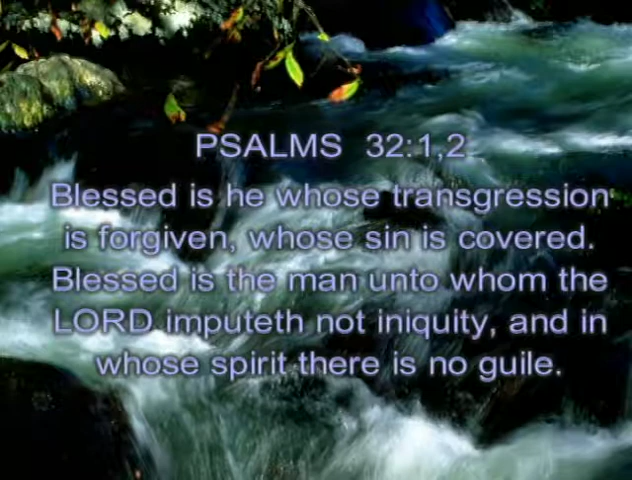 PSALMS 32:1,2
Blessed is he whose transgression
is forgiven, whose sin is covered.
Blessed is the man unto whom the
LORD imputeth not iniquity, and in
whose spirit there is no guile.